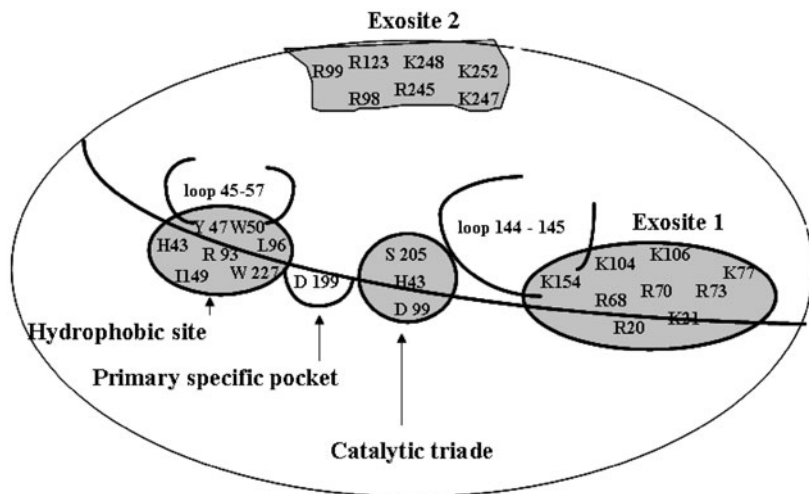 Exosite 2
R99 R123 K248 K252
R98 R245 K247
loop 45-57
Y 47 W50
H43 R 93 L96
I149 W 227
D 199
S 205
H43
D 99
loop 144 - 145
Exosite 1
K154 K104 K106 K77
R68 R70 R73
R20 K21
Hydrophobic site
Primary specific pocket
Catalytic triade